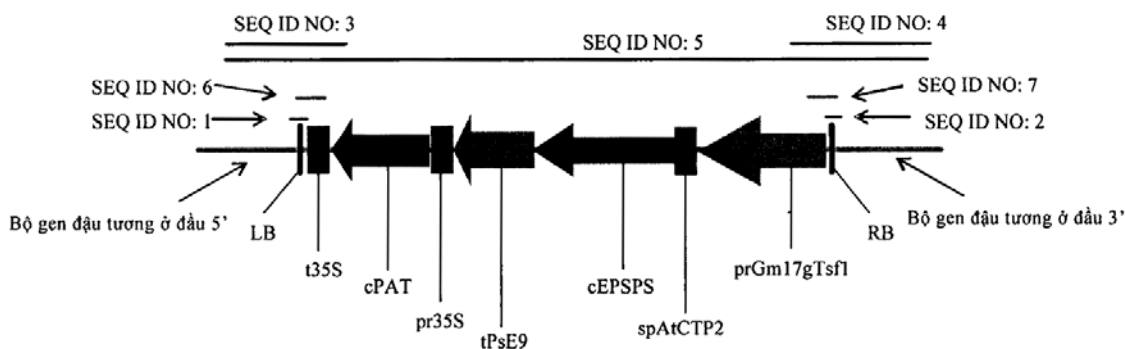 SEQ ID NO: 3
SEQ ID NO: 4
SEQ ID NO: 5
SEQ ID NO: 6
SEQ ID NO: 7
SEQ ID NO: 1
SEQ ID NO: 2
Bộ gen đậu tương ở đầu 5’
LB
RB
Bộ gen đậu tương ở đầu 3’
t35S
cPAT
pr35S
tPsE9
cEPSPS
spAtCTP2
prGm17gTsf1